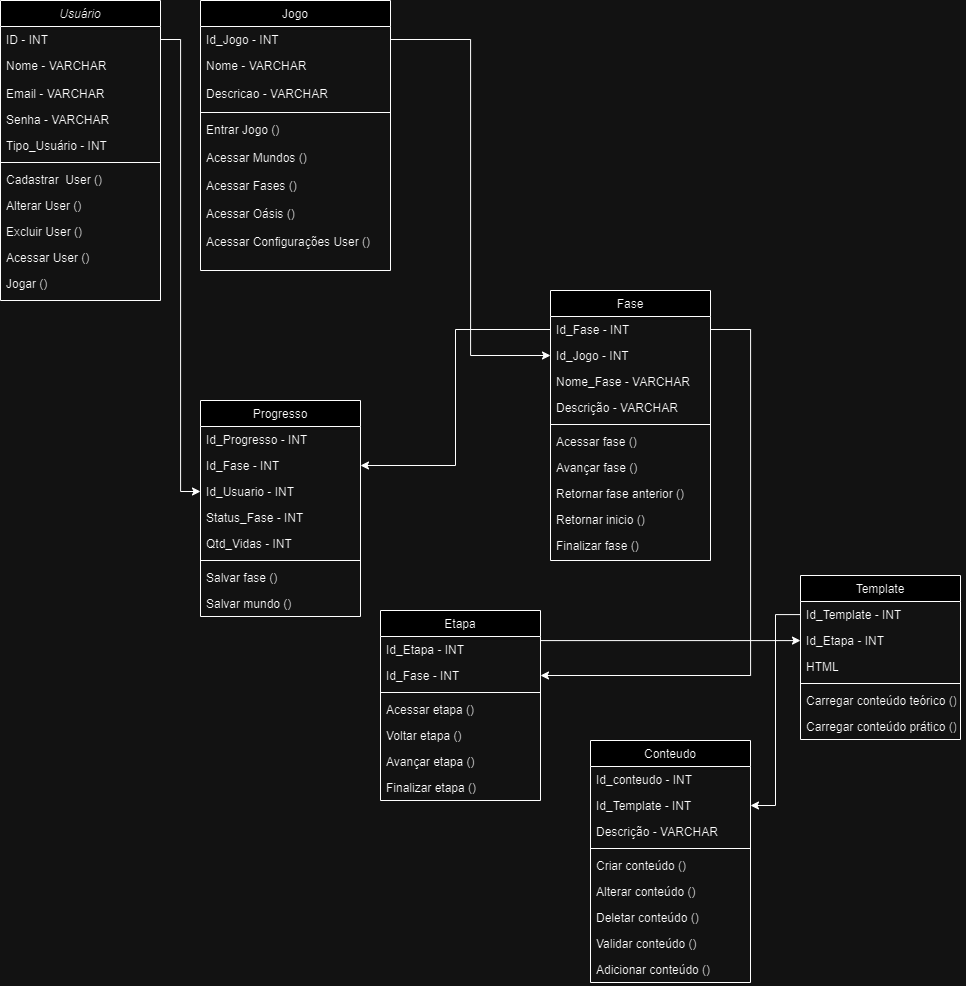 Usuário
ID - INT
Nome - VARCHAR
Email - VARCHAR
Senha - VARCHAR
Tipo_Usuário - INT
Cadastrar  User ()
Alterar User ()
Excluir User ()
Acessar User ()
Jogar ()
Jogo
Id_Jogo - INT
Nome - VARCHAR
Descricao - VARCHAR
Entrar Jogo ()
Acessar Mundos ()
Acessar Fases ()
Acessar Oásis ()
Acessar Configurações User ()
Fase
Id_Fase - INT
Id_Jogo - INT
Nome_Fase - VARCHAR
Descrição - VARCHAR
Acessar fase ()
Avançar fase ()
Retornar fase anterior ()
Retornar inicio ()
Finalizar fase ()
Progresso
Id_Progresso - INT
Id_Fase - INT
Id_Usuario - INT
Status_Fase - INT
Qtd_Vidas - INT
Salvar fase ()
Salvar mundo ()
Etapa
Id_Etapa - INT
Id_Fase - INT
Acessar etapa ()
Voltar etapa ()
Avançar etapa ()
Finalizar etapa ()
Template
Id_Template - INT
Id_Etapa - INT
HTML
Carregar conteúdo teórico ()
Carregar conteúdo prático ()
Conteudo
Id_conteudo - INT
Id_Template - INT
Descrição - VARCHAR
Criar conteúdo ()
Alterar conteúdo ()
Deletar conteúdo ()
Validar conteúdo ()
Adicionar conteúdo ()